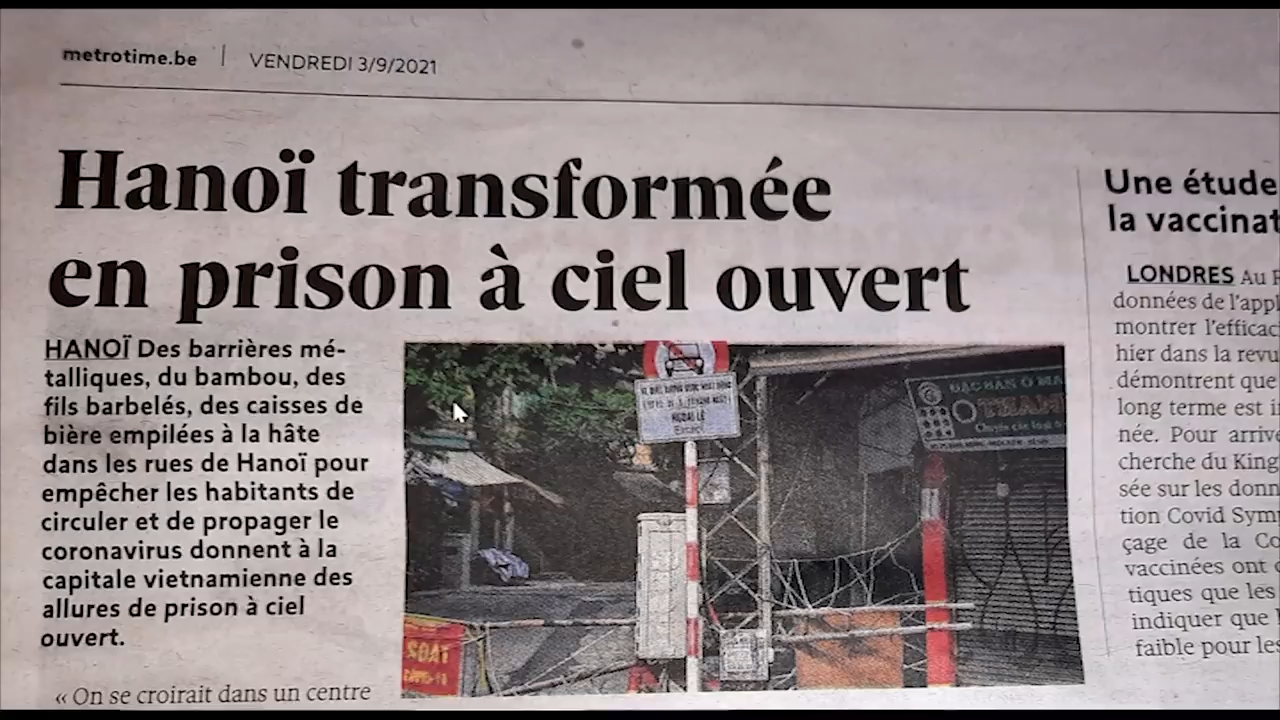 metrotime.be | VENDREDI 3/9/2021
Hanoï transformée
en prison à ciel ouvert
HANOÏ Des barrières mé-
talliques, du bambou, des
fils barbelés, des caisses de
bière empilées à la hâte
dans les rues de Hanoï pour
empêcher les habitants de
circuler et de propager le
coronavirus donnent à la
capitale vietnamienne des
allures de prison à ciel
ouvert.
« On se croirait dans un centre
SOÁT
Une étude
la vaccinat
LONDRES Au
données de l'appl
montrer l'efficac
hier dans la revu
démontrent que
long terme est i
née. Pour arrive
cherche du King
sée sur les donn
tion Covid Sym
çage de la Co
vaccinées ont
tiques que les
indiquer que
faible pour les